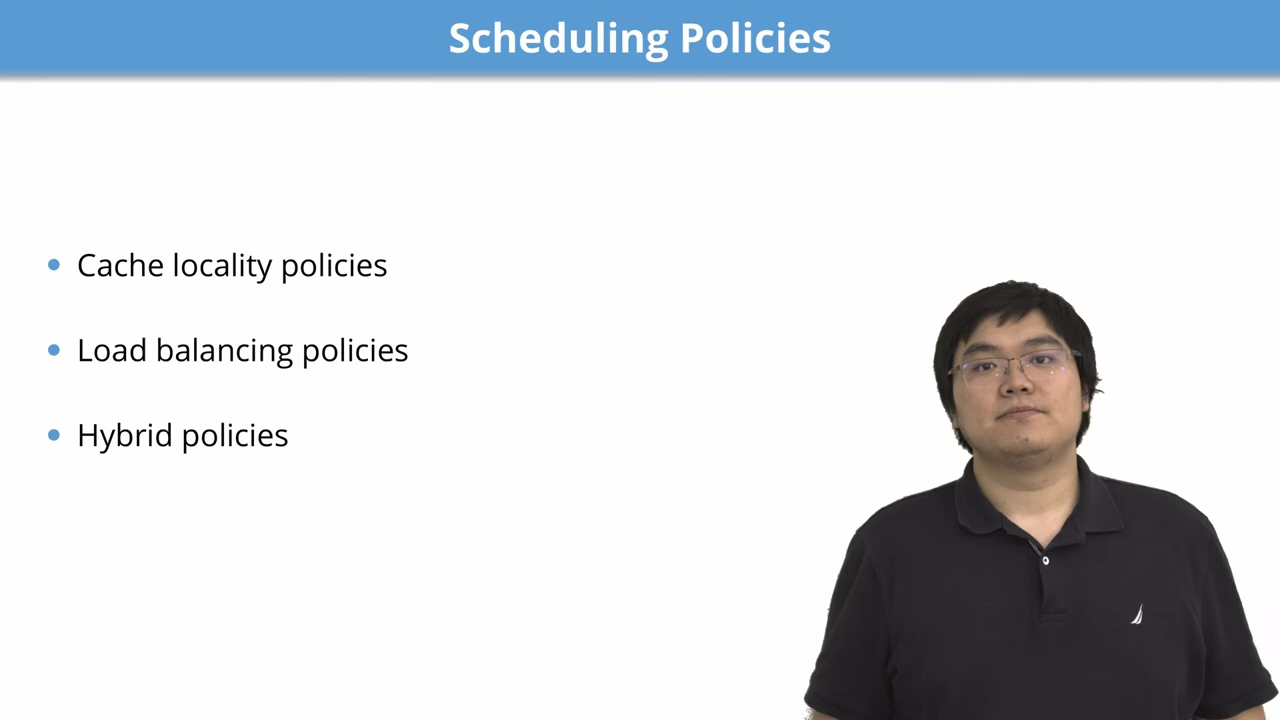 Scheduling Policies
Cache locality policies
Load balancing policies
Hybrid policies